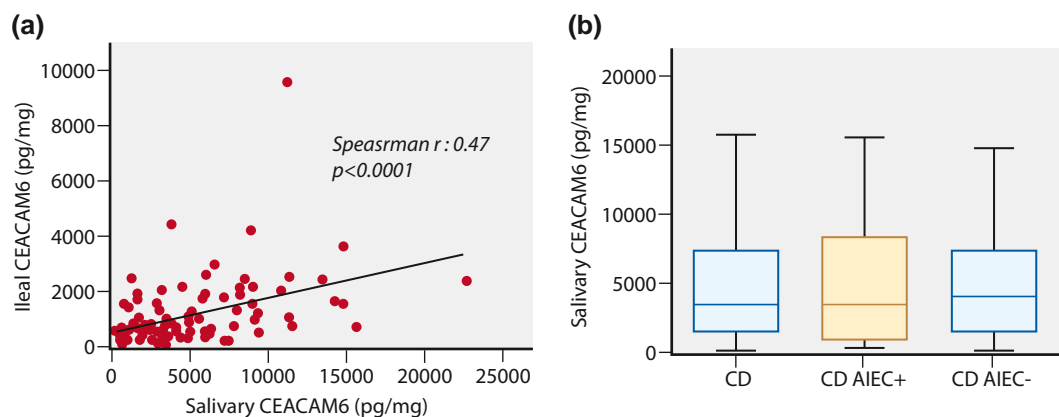 (a)
Ileal CEACAM6 (pg/mg)
10000
8000
6000
4000
2000
0
Speasrman r : 0.47
p<0.0001
0 5000 10000 15000 20000 25000
Salivary CEACAM6 (pg/mg)
(b)
Salivary CEACAM6 (pg/mg)
20000
15000
10000
5000
0
CD CD AIEC+ CD AIEC-